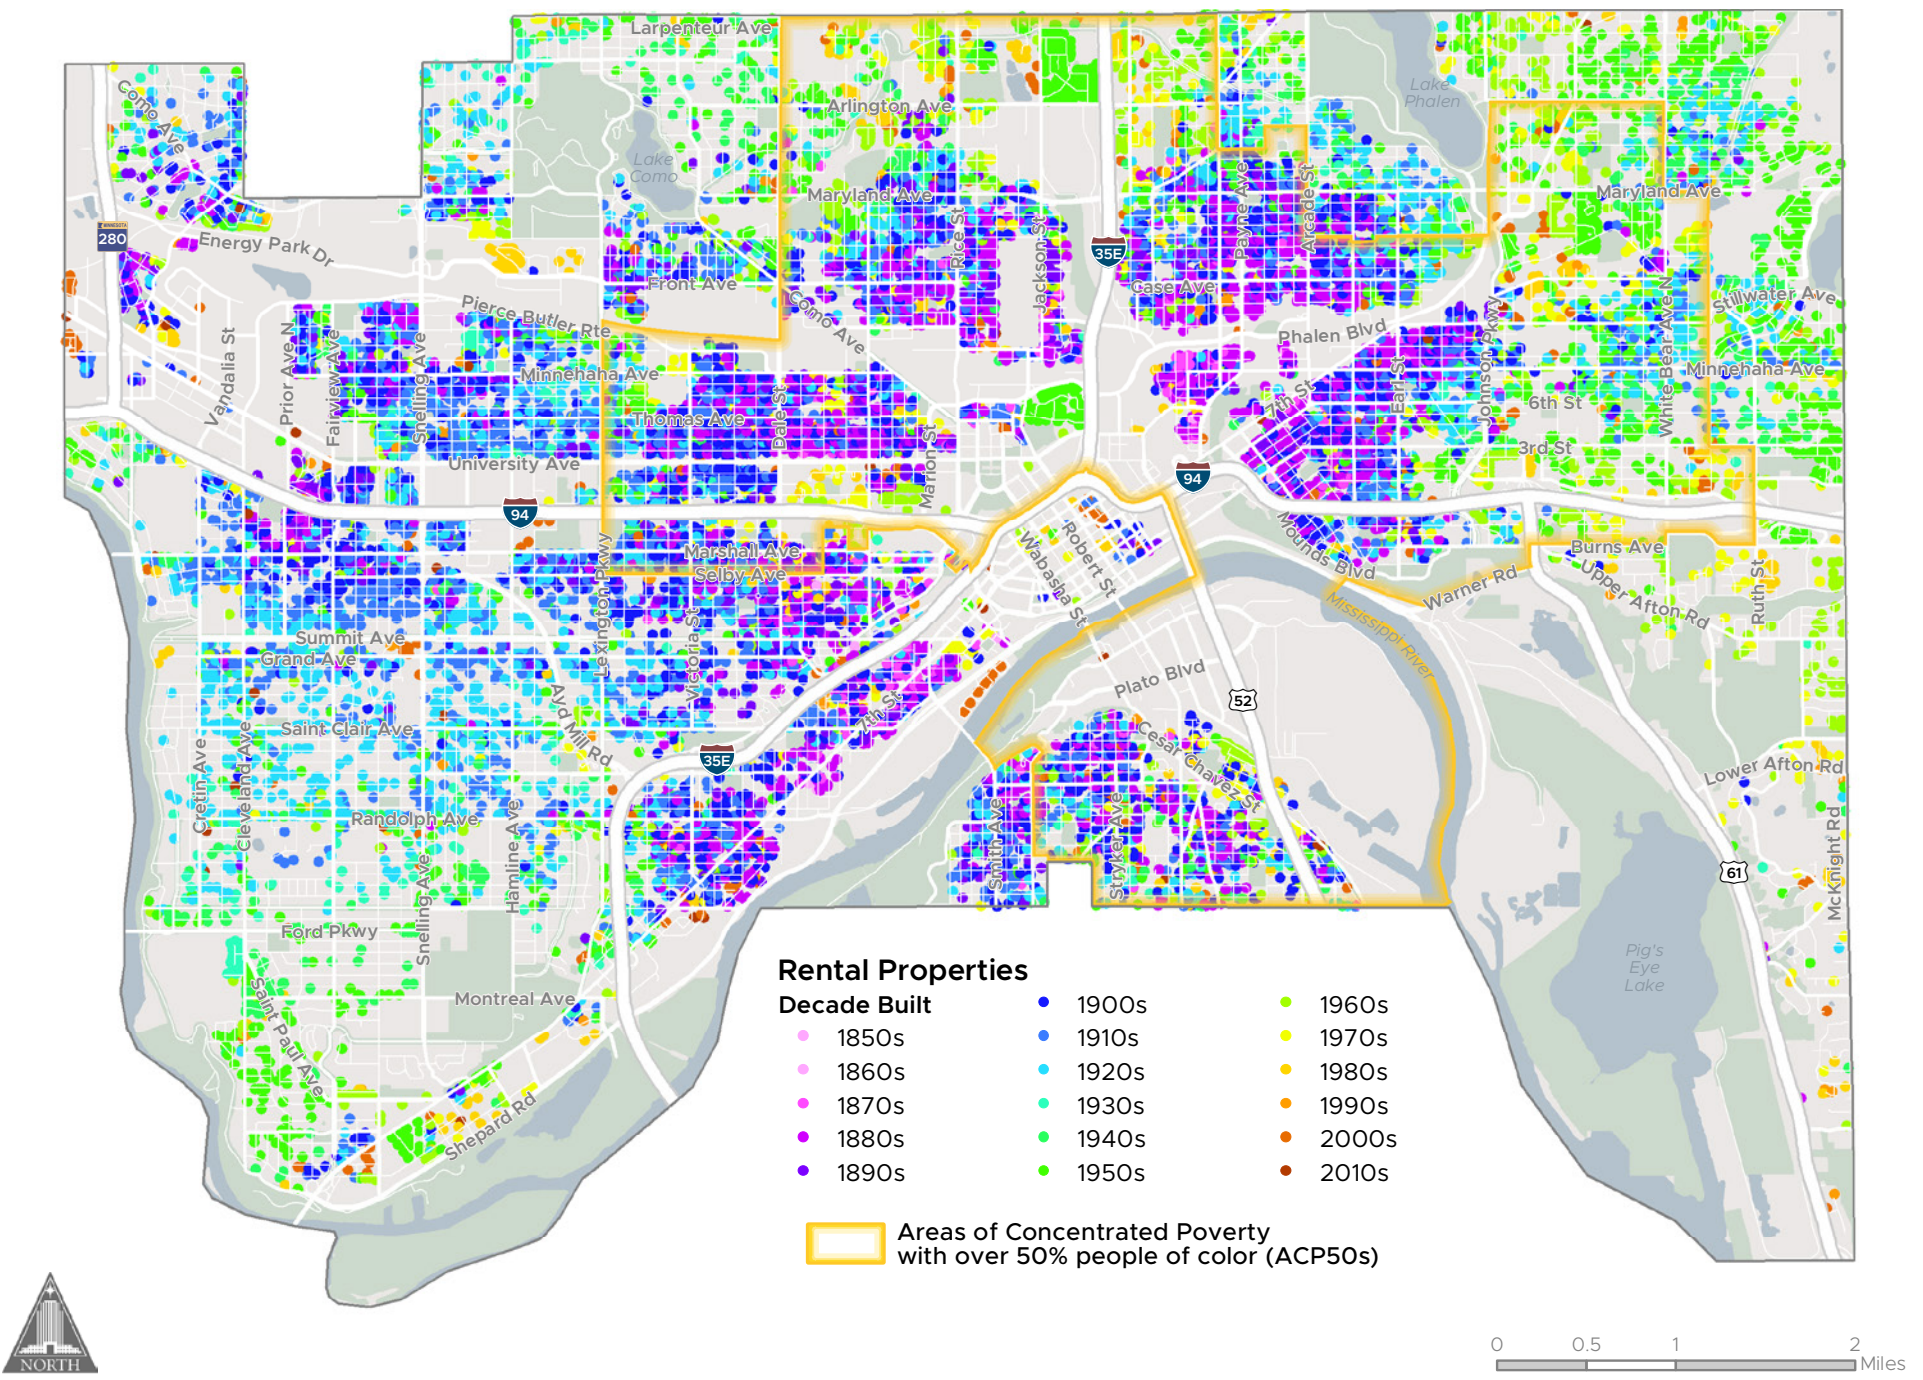 Larpenteur Ave
Como Ave
Lake
Phalen
Arlington Ave
Lake
Como
Maryland Ave
Maryland Ave
Payne Ave
Arcade St
Rice St
Jackson St
MINNESOTA
280
Energy Park Dr
35E
Front Ave
Case Ave
Como Ave
Stillwater Ave
Pierce Butler Rte
Phalen Blvd
Vandalia St
Prior Ave N
Fairview Ave
Snelling Ave
Minnehaha Ave
Minnehaha Ave
Earl St
Johnson Pkwy
White Bear Ave N
7th St
6th St
Thomas Ave
Dale St
Marion St
3rd St
University Ave
94
94
Robert St
Wabasha St
Mounds Blvd
Burns Ave
Marshall Ave
Selby Ave
Lexington Pkwy
Warner Rd
Upper Afton Rd
Ruth St
Mississippi River
Summit Ave
Grand Ave
Victoria St
Plato Blvd
52
7th St
Ayd Mill Rd
Saint Clair Ave
Cretin Ave
Cleveland Ave
35E
Cesar Chavez St
Lower Afton Rd
Randolph Ave
Hamline Ave
Snelling Ave
Smith Ave
Stryker Ave
McKnight Rd
61
Ford Pkwy
Pig's
Eye
Lake
Saint Paul Ave
Montreal Ave
Shepard Rd
Rental Properties
Decade Built
1850s
1860s
1870s
1880s
1890s
1900s
1910s
1920s
1930s
1940s
1950s
1960s
1970s
1980s
1990s
2000s
2010s
Areas of Concentrated Poverty
with over 50% people of color (ACP50s)
NORTH
0 0.5 1 2
Miles